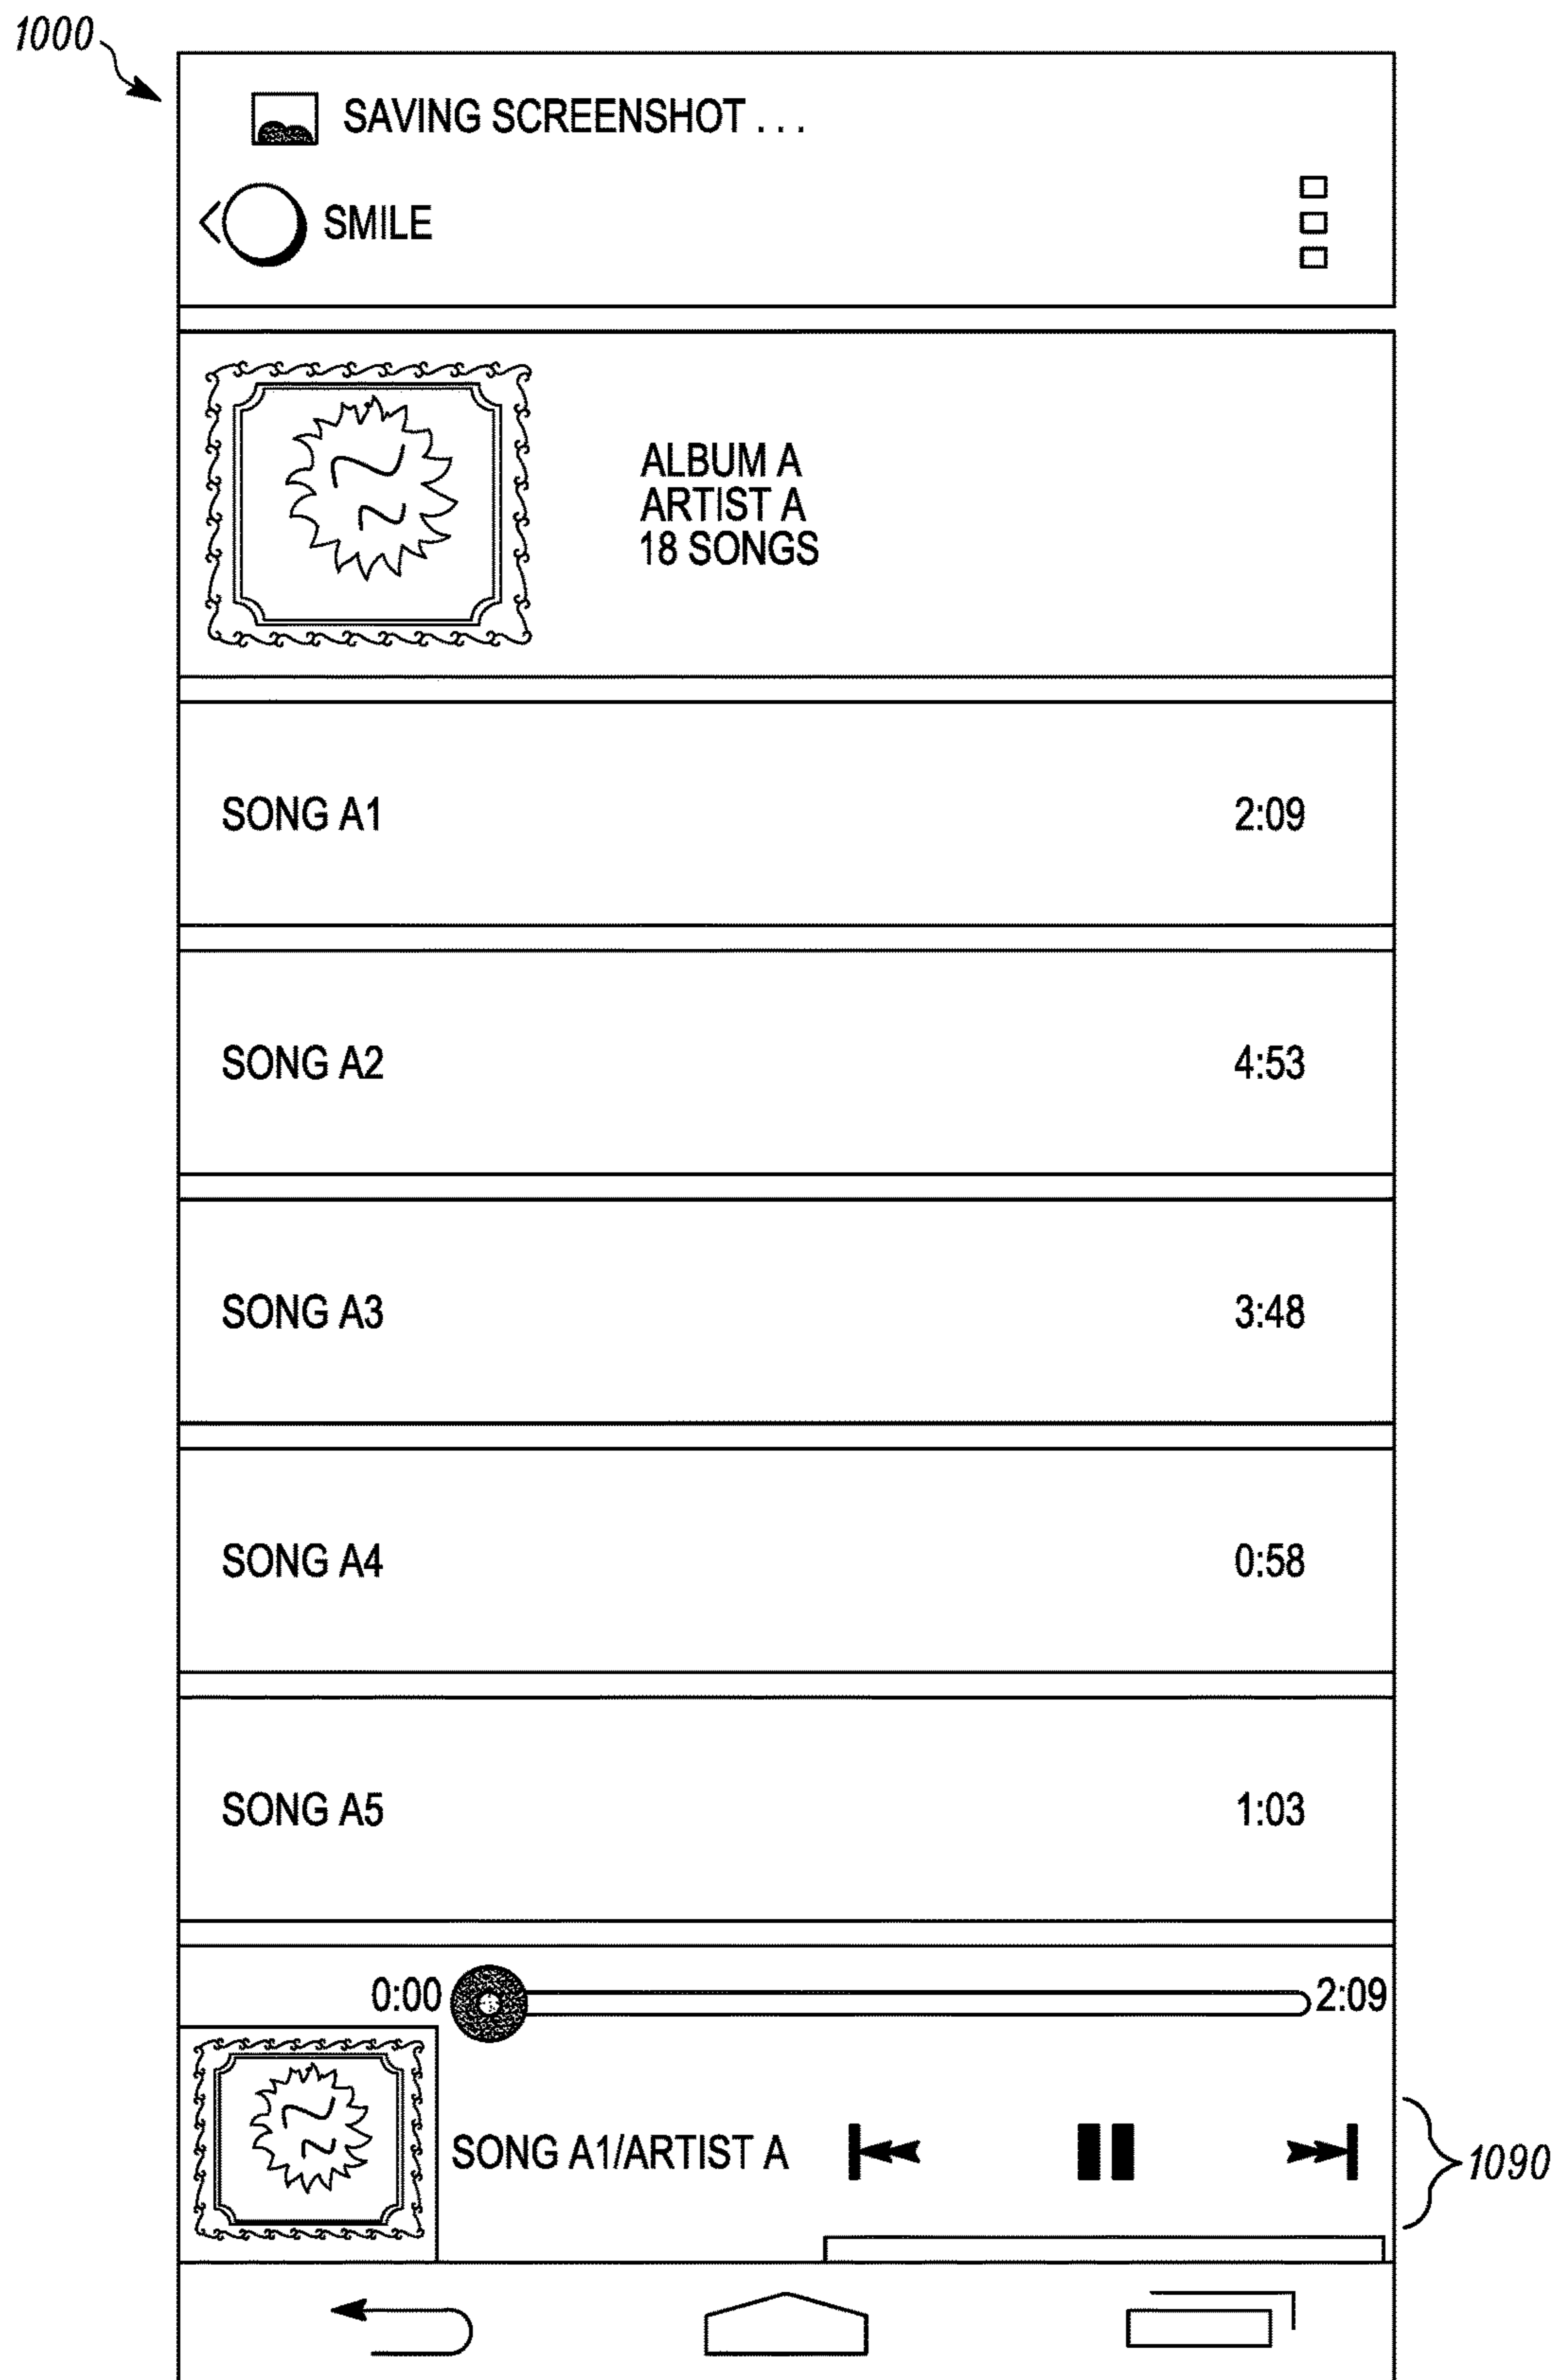 1000
SAVING SCREENSHOT . . .
SMILE
ALBUM A
ARTIST A
18 SONGS
SONG A1 2:09
SONG A2 4:53
SONG A3 3:48
SONG A4 0:58
SONG A5 1:03
0:00 2:09
SONG A1/ARTIST A
1090